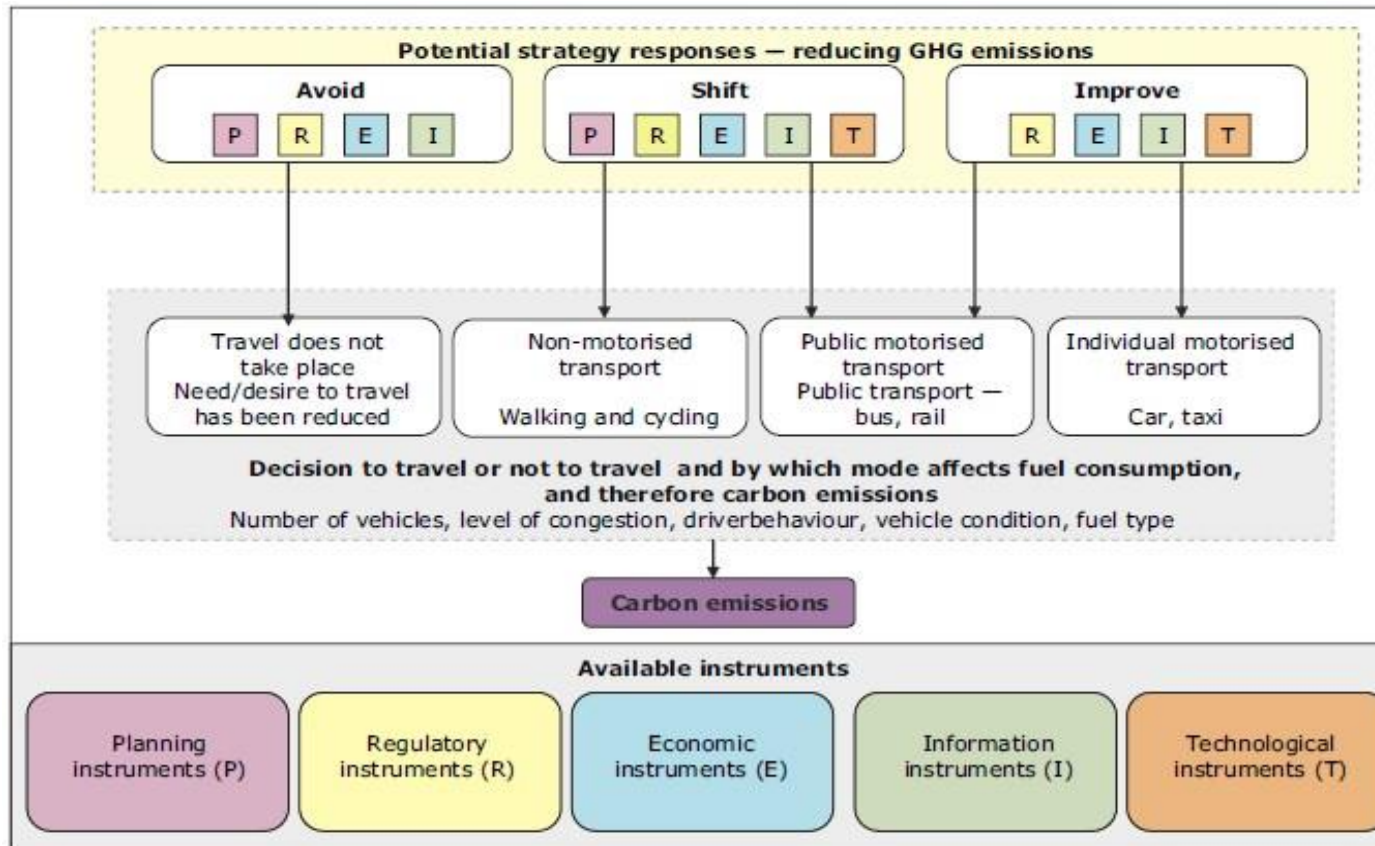 Potential strategy responses — reducing GHG emissions
Avoid
P R E I
Shift
P R E I T
Improve
R E I T
Travel does not
take place
Need/desire to travel
has been reduced
Non-motorised
transport
Walking and cycling
Public motorised
transport
Public transport —
bus, rail
Individual motorised
transport
Car, taxi
Decision to travel or not to travel and by which mode affects fuel consumption,
and therefore carbon emissions
Number of vehicles, level of congestion, driverbehaviour, vehicle condition, fuel type
Carbon emissions
Available instruments
Planning
instruments (P)
Regulatory
instruments (R)
Economic
instruments (E)
Information
instruments (I)
Technological
instruments (T)